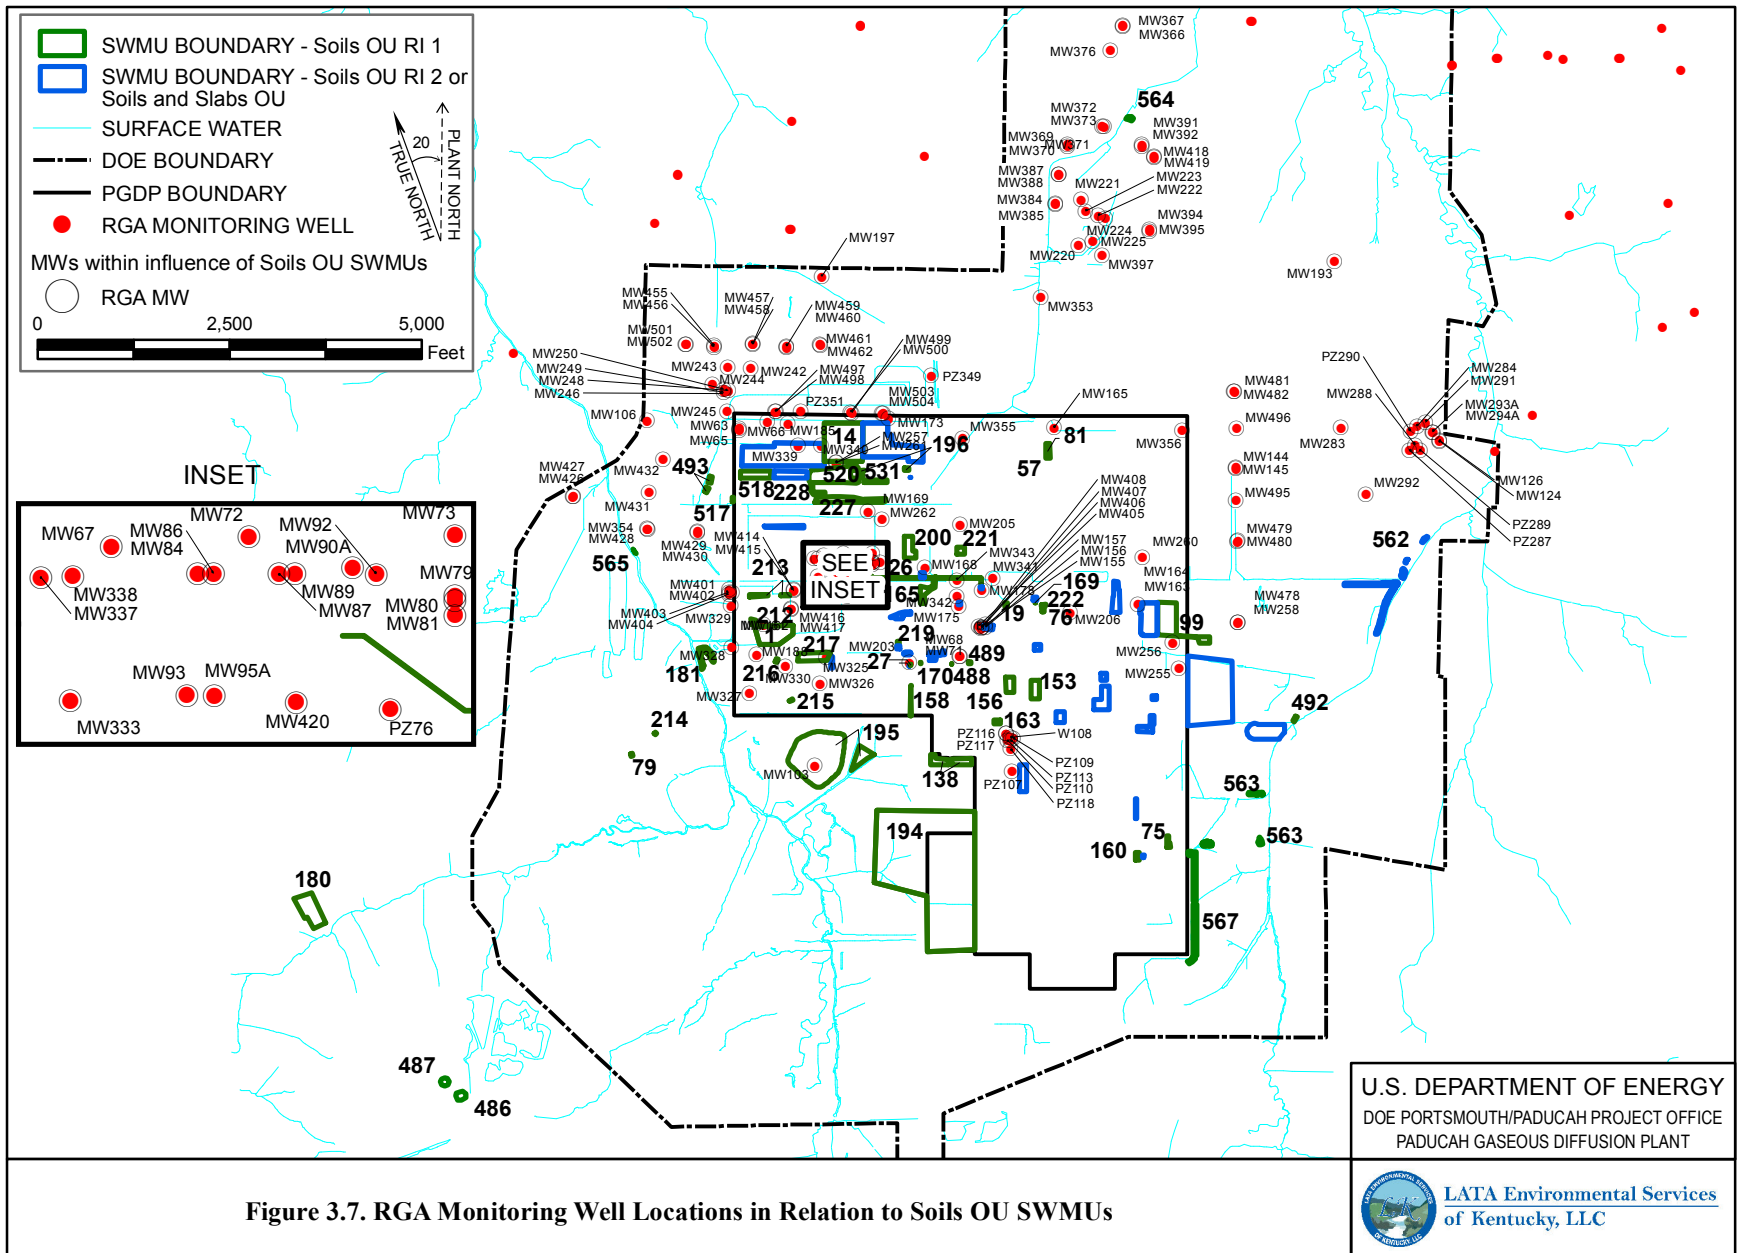 SWMU BOUNDARY - Soils OU RI 1
SWMU BOUNDARY - Soils OU RI 2 or
Soils and Slabs OU
SURFACE WATER
DOE BOUNDARY
PGDP BOUNDARY
RGA MONITORING WELL
MWs within influence of Soils OU SWMUs
RGA MW
20
TRUE NORTH
PLANT NORTH
0
2,500
5,000
Feet
MW367
MW366
MW376
564
MW372
MW373
MW391
MW392
MW369
MW370
MW371
MW418
MW419
MW387
MW388
MW223
MW222
MW221
MW384
MW385
MW224
MW225
MW394
MW395
MW220
MW397
MW197
MW193
MW353
MW455
MW456
MW457
MW458
MW459
MW460
MW501
MW502
MW461
MW462
MW499
MW500
MW250
MW249
MW248
MW246
MW243
MW244
MW242
MW497
MW498
PZ349
PZ351
MW503
MW504
MW106
MW245
MW63
MW65
MW66
MW185
14
MW173
MW257
MW261
MW339
MW340
196
MW355
MW165
81
57
MW356
MW481
MW482
MW496
MW144
MW145
MW495
MW479
MW480
PZ290
MW288
MW283
MW284
MW291
MW293A
MW294A
MW292
MW126
MW124
PZ289
PZ287
562
MW427
MW426
MW432
493
518
228
520
531
MW431
517
227
MW169
MW262
MW354
MW428
MW429
MW430
MW414
MW415
565
213
SEE
INSET
26
200
221
MW205
MW168
MW343
MW341
MW408
MW407
MW406
MW405
MW157
MW156
MW155
MW260
MW164
MW163
169
222
76
MW206
19
MW178
65
MW342
MW175
MW401
MW402
MW403
MW404
MW329
212
1
MW416
MW417
217
MW203
219
MW68
MW71
489
27
170
488
MW478
MW258
99
MW256
MW255
MW328
181
216
MW188
MW325
MW330
MW326
MW327
215
158
156
153
163
PZ116
PZ117
W108
PZ109
PZ113
PZ110
PZ118
PZ107
214
79
195
MW103
138
194
492
563
563
75
160
567
180
487
486
INSET
MW67
MW86
MW84
MW72
MW92
MW90A
MW73
MW338
MW337
MW89
MW87
MW79
MW80
MW81
MW93
MW95A
MW333
MW420
PZ76
U.S. DEPARTMENT OF ENERGY
DOE PORTSMOUTH/PADUCAH PROJECT OFFICE
PADUCAH GASEOUS DIFFUSION PLANT
LATA Environmental Services
of Kentucky, LLC
Figure 3.7. RGA Monitoring Well Locations in Relation to Soils OU SWMUs